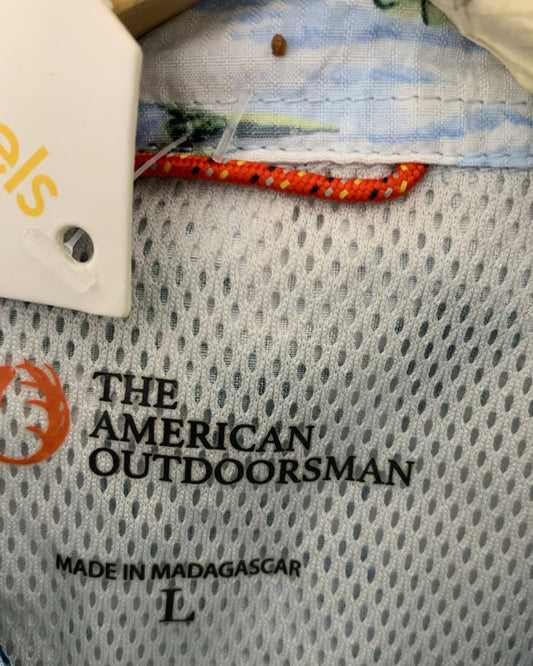 els
THE
AMERICAN
OUTDOORSMAN
MADE IN MADAGASCAR
L